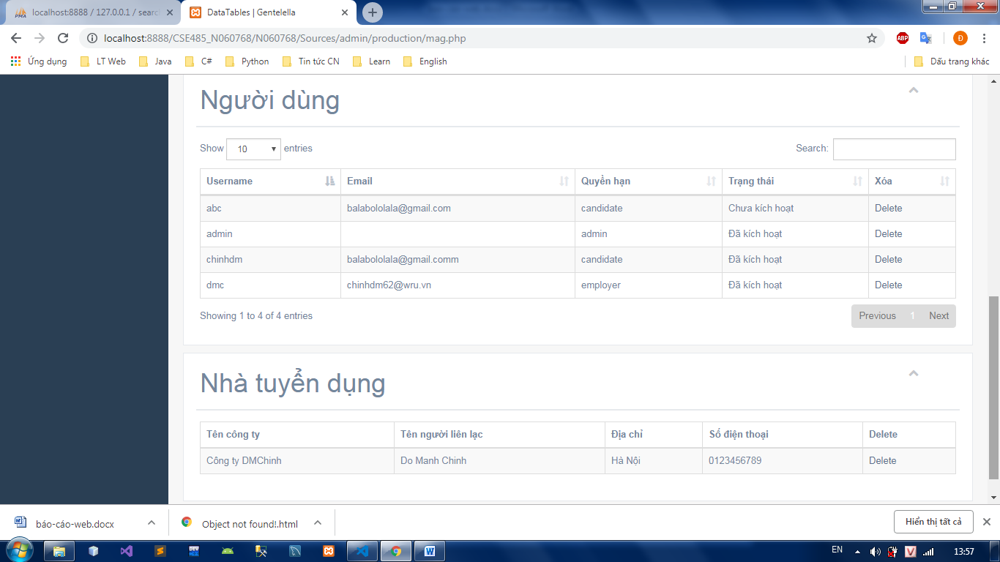 localhost:8888 / 127.0.0.1 / searc
DataTables | Gentelella
localhost:8888/CSE485_N060768/N060768/Sources/admin/production/mag.php
ABP
Đ
Ứng dụng LT Web Java C# Python Tin tức CN Learn English Dấu trang khác
Người dùng
Show 10 entries Search:
Username Email Quyền hạn Trạng thái Xóa
abc balabololala@gmail.com candidate Chưa kích hoạt Delete
admin admin Đã kích hoạt Delete
chinhdm balabololala@gmail.comm candidate Đã kích hoạt Delete
dmc chinhdm62@wru.vn employer Đã kích hoạt Delete
Showing 1 to 4 of 4 entries Previous 1 Next
Nhà tuyển dụng
Tên công ty Tên người liên lạc Địa chỉ Số điện thoại Delete
Công ty DMChinh Do Manh Chinh Hà Nội 0123456789 Delete
báo-cáo-web.docx Object not found!.html Hiển thị tất cả
EN 13:57